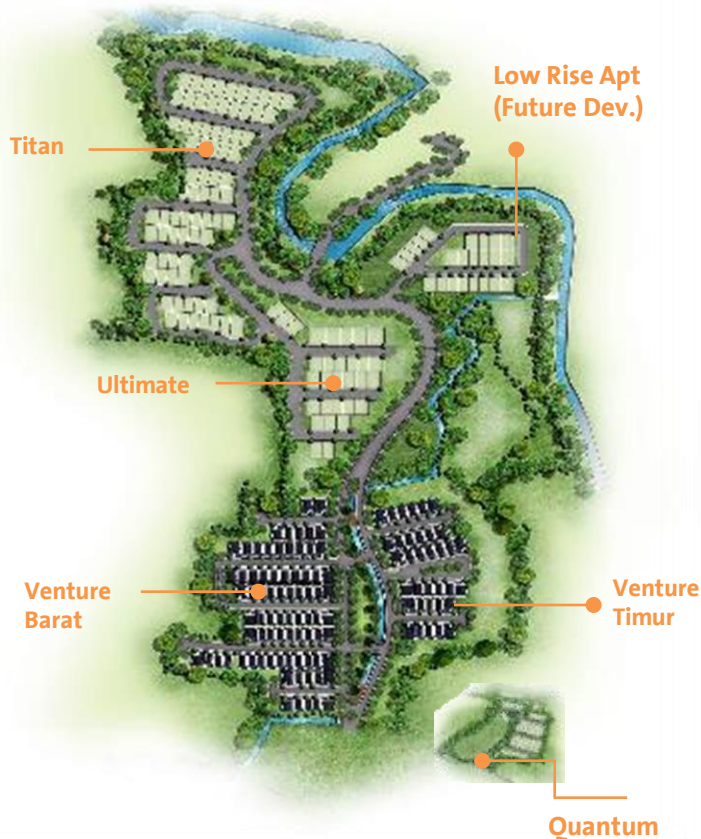 Low Rise Apt
(Future Dev.)
Titan
Ultimate
Venture
Barat
Venture
Timur
Quantum